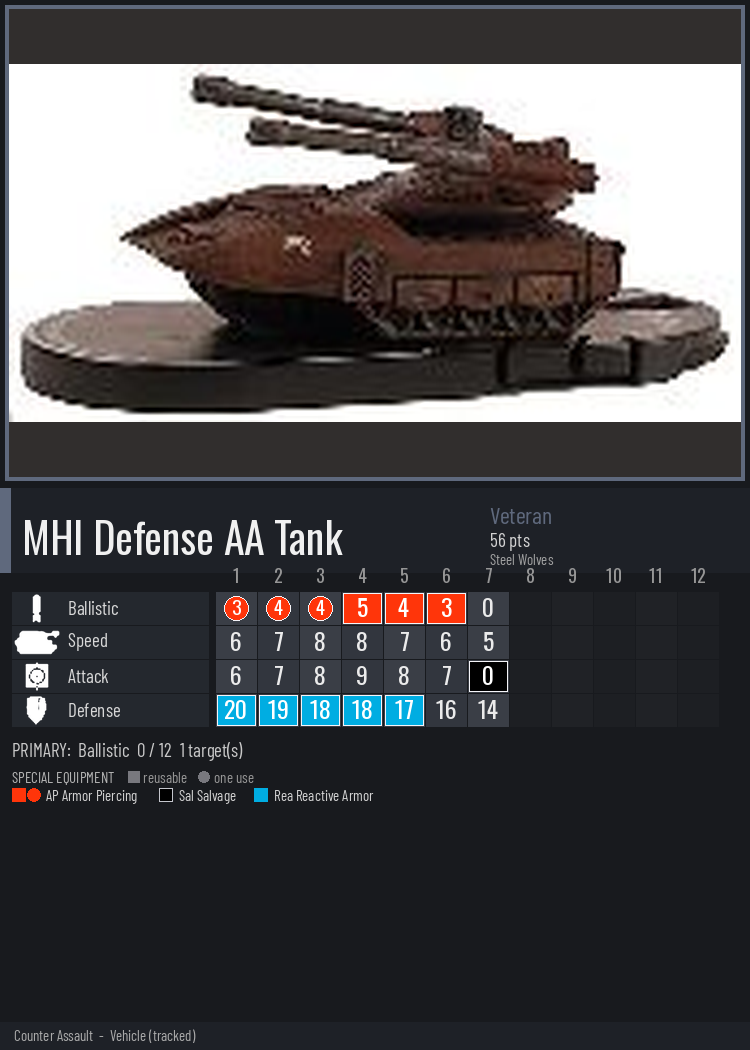 MHI Defense AA Tank
Veteran
56 pts
Steel Wolves
1 2 3 4 5 6 7 8 9 10 11 12
Ballistic 3 4 4 5 4 3 0
Speed 6 7 8 8 7 6 5
Attack 6 7 8 9 8 7 0
Defense 20 19 18 18 17 16 14
PRIMARY: Ballistic 0 / 12 1 target(s)
SPECIAL EQUIPMENT reusable one use
AP Armor Piercing Sal Salvage Rea Reactive Armor
Counter Assault - Vehicle (tracked)